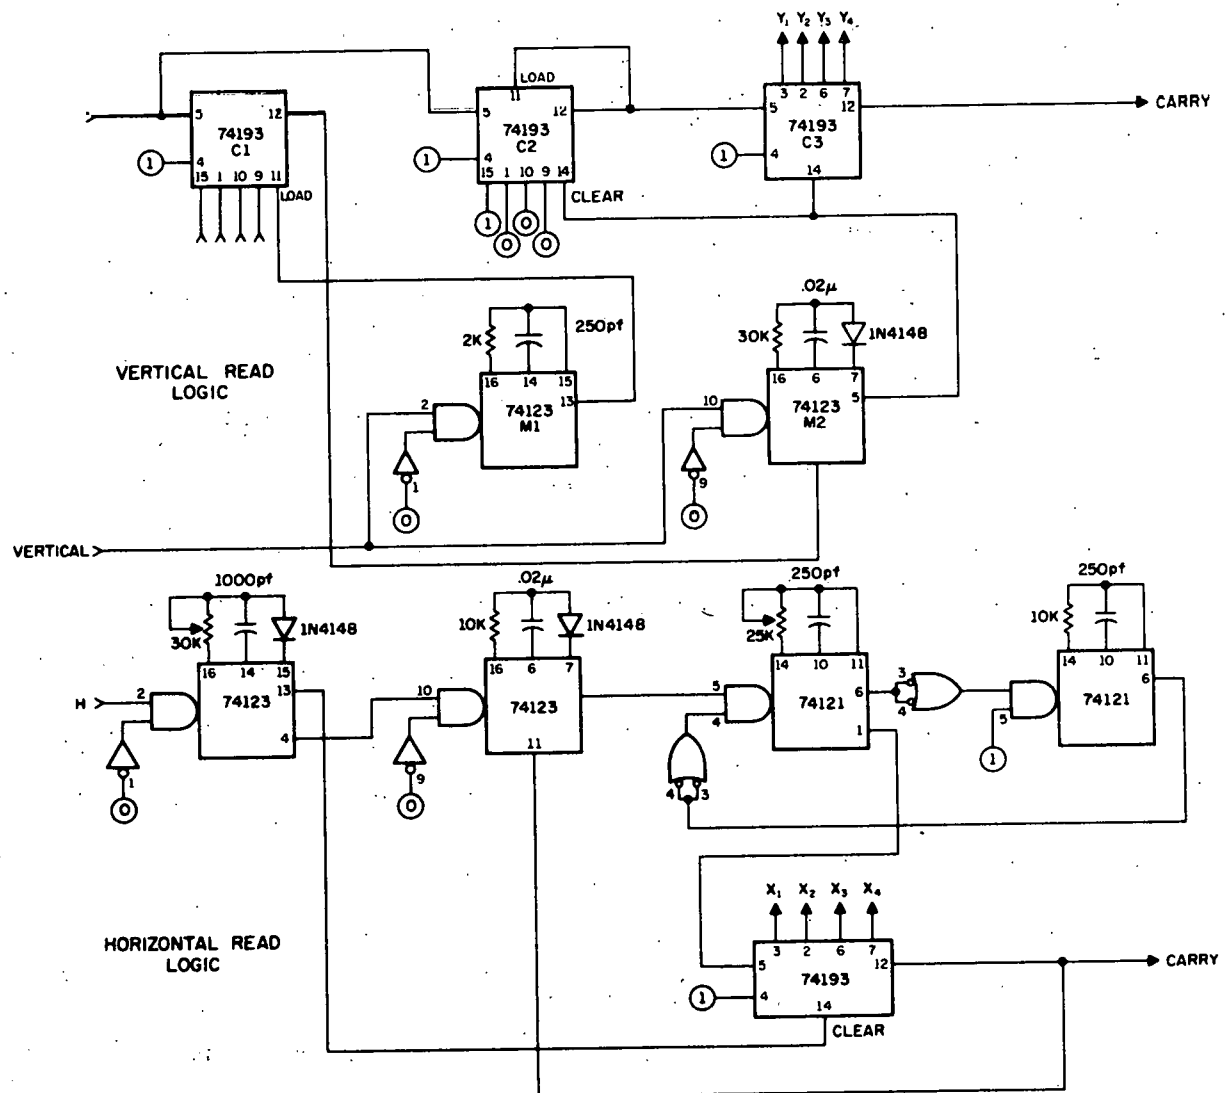 Y1 Y2 Y3 Y4
LOAD
11
5 12
74193
C1
1
4
15 1 10 9 11
LOAD
5 12
74193
C2
1
4
15 1 10 9 14
CLEAR
1 0 0 0
3 2 6 7
5 12
74193
C3
1
4
14
CARRY
VERTICAL READ
LOGIC
2K
250pf
16 14 15
13
74123
M1
2
1
0
.02μ
30K
1N4148
16 6 7
5
74123
M2
10
9
0
VERTICAL
1000pf
30K
1N4148
16 14 15
13
74123
4
H
2
1
0
.02μ
10K
1N4148
16 6 7
74123
11
10
9
0
250pf
25K
14 10 11
6
74121
1
5
4
4 3
3
4
250pf
10K
14 10 11
6
74121
5
1
HORIZONTAL READ
LOGIC
X1 X2 X3 X4
3 2 6 7
5 12
74193
1
4
14
CLEAR
CARRY